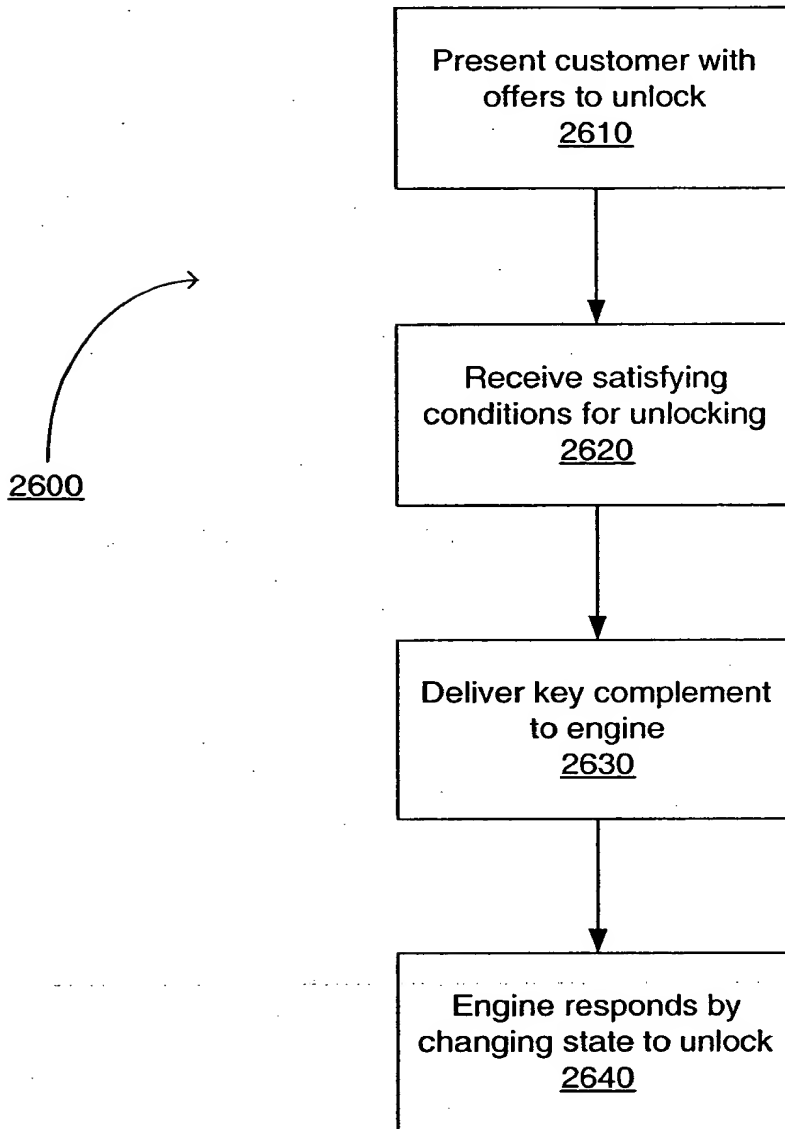 Present customer with
offers to unlock
2610
Receive satisfying
conditions for unlocking
2620
2600
Deliver key complement
to engine
2630
Engine responds by
changing state to unlock
2640